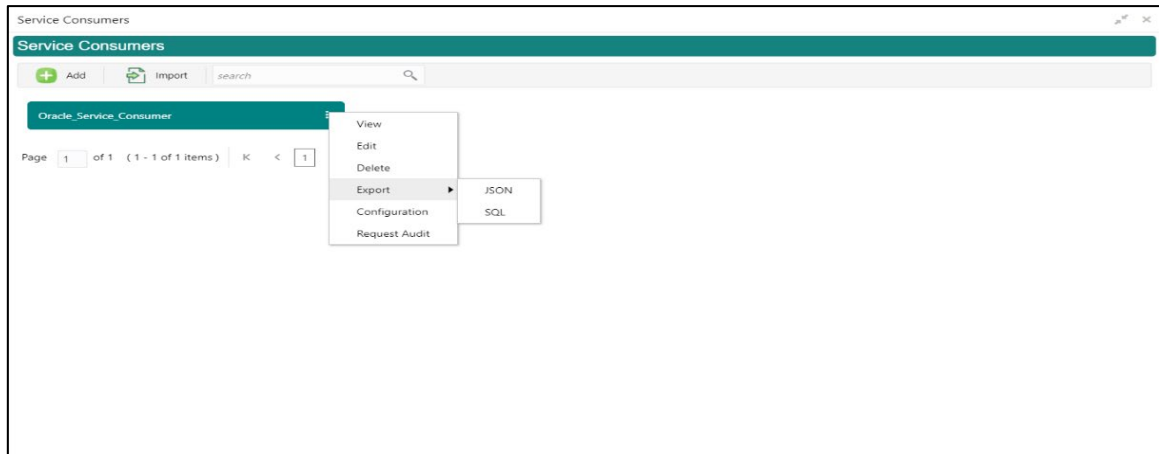 Service Consumers
Service Consumers
Add Import search
Oracle_Service_Consumer
View
Edit
Page 1 of 1 ( 1 - 1 of 1 items ) K < 1
Delete
Export JSON
Configuration SQL
Request Audit